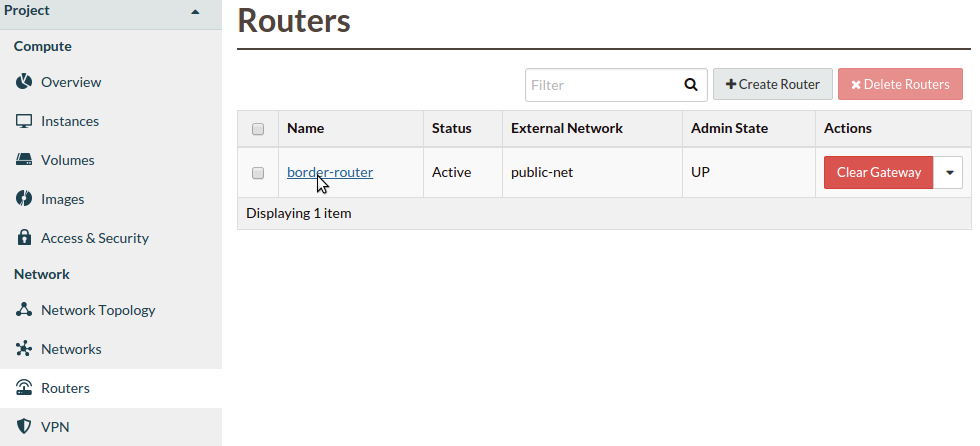 Project
Compute
Overview
Instances
Volumes
Images
Access & Security
Network
Network Topology
Networks
Routers
VPN
Routers
Filter
Create Router
Delete Routers
Name Status External Network Admin State Actions
border-router Active public-net UP Clear Gateway
Displaying 1 item